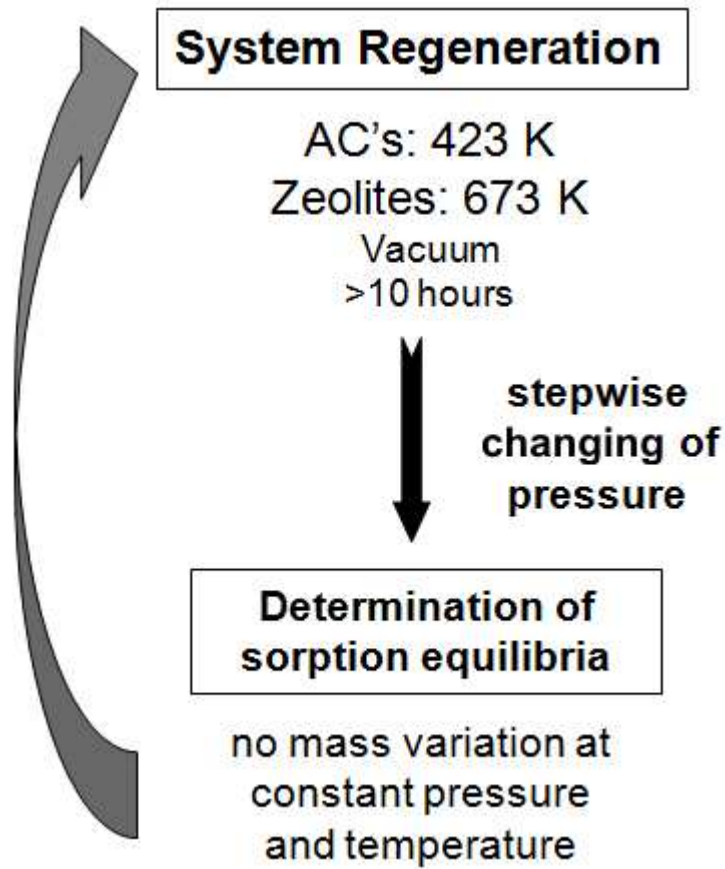 System Regeneration
AC's: 423 K
Zeolites: 673 K
Vacuum
>10 hours
stepwise
changing of
pressure
Determination of
sorption equilibria
no mass variation at
constant pressure
and temperature